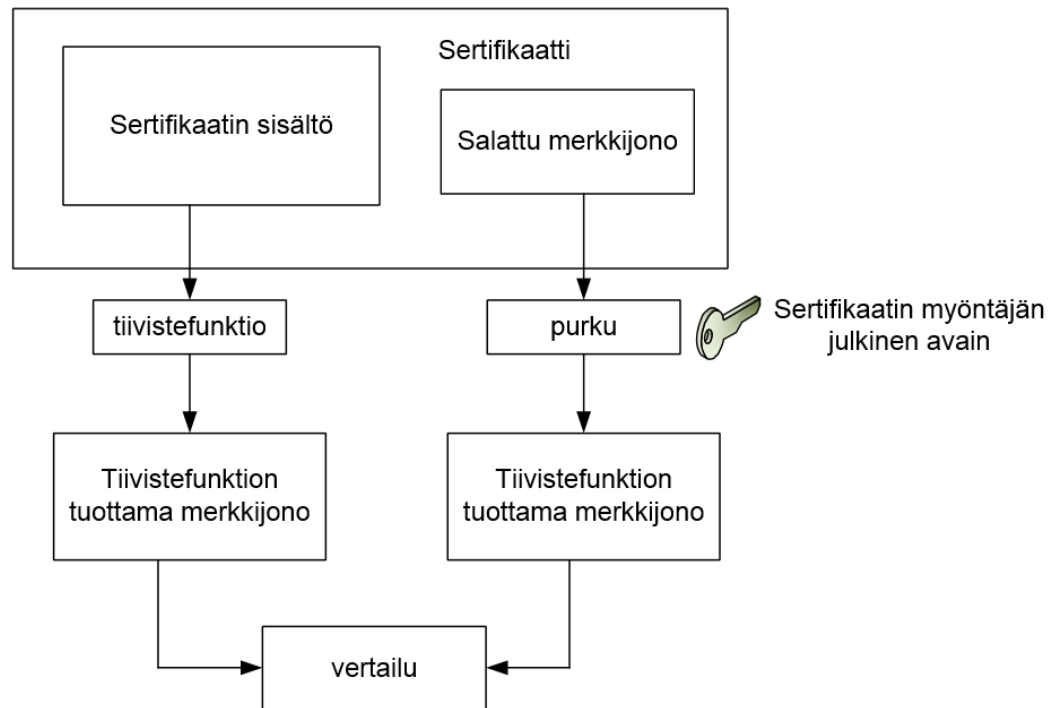 Sertifikaatti
Sertifikaatin sisältö
Salattu merkkijono
tiivistefunktio
purku
Sertifikaatin myöntäjän
julkinen avain
Tiivistefunktion
tuottama merkkijono
Tiivistefunktion
tuottama merkkijono
vertailu